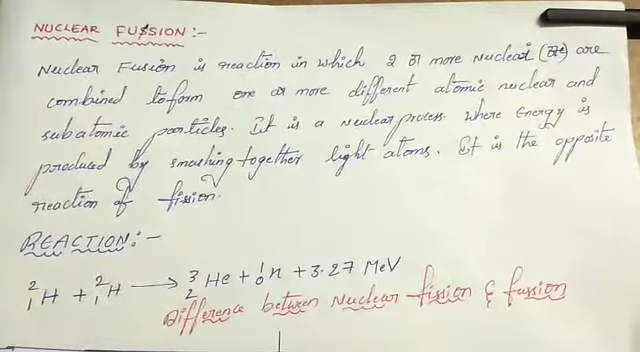 NUCLEAR FUSSION:-
Nuclear Fusion is reaction in which 2 or more nuclei are
combined to form one or more different atomic nuclear and
subatomic particles. It is a nuclear process. Where Energy is
produced by smashing together light atoms. It is the opposite
reaction of fission.
REACTION:-
²₁H + ²₁H → ³₂He + ¹₀n + 3.27 MeV
Difference between Nuclear fission & fussion